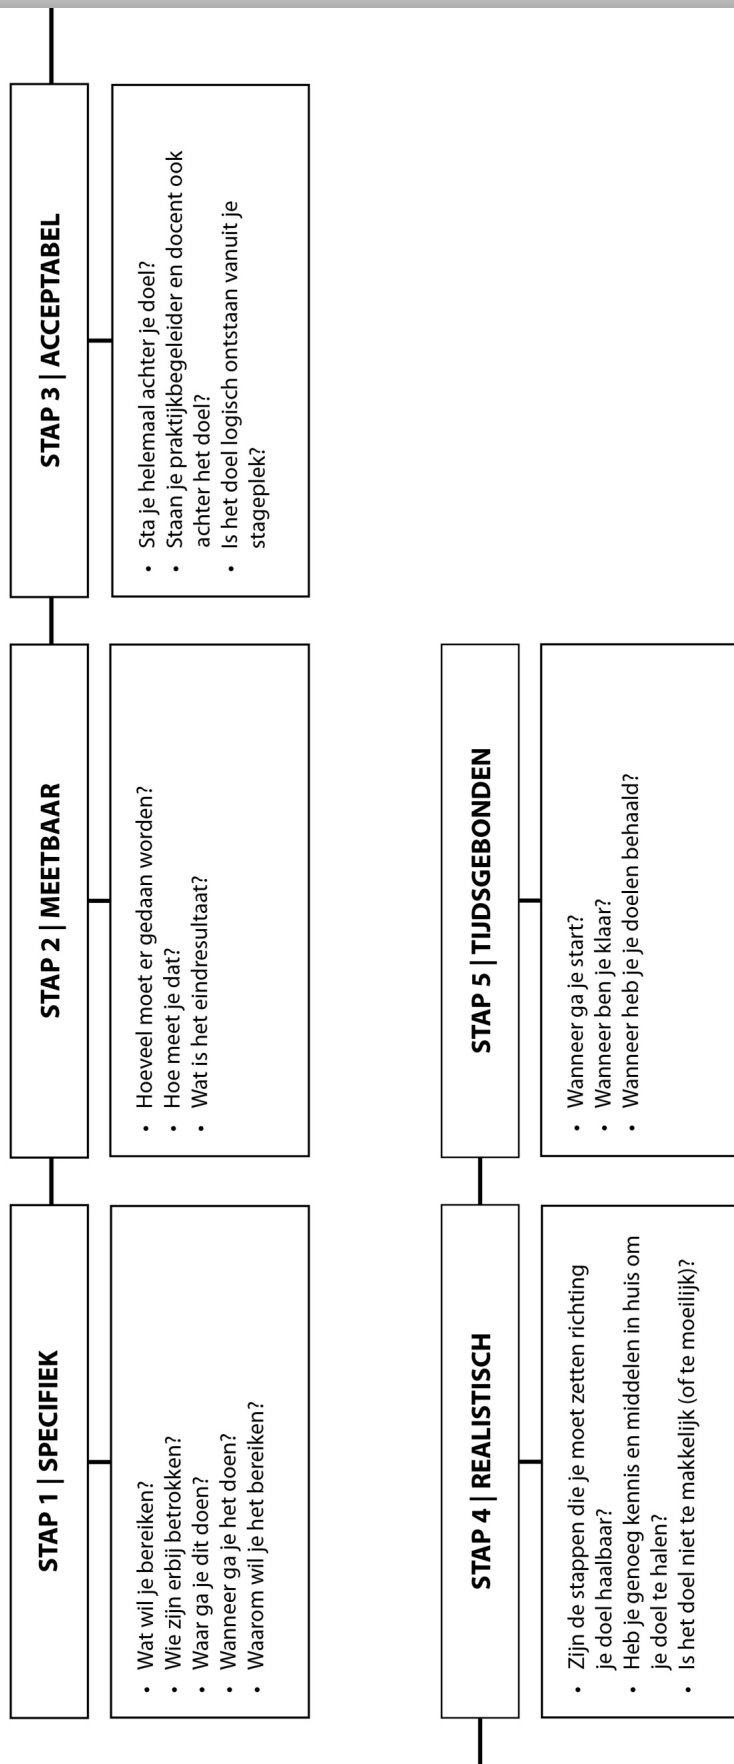 STAP 1 | SPECIFIEK
• Wat wil je bereiken?
• Wie zijn erbij betrokken?
• Waar ga je dit doen?
• Wanneer ga je het doen?
• Waarom wil je het bereiken?
STAP 2 | MEETBAAR
• Hoeveel moet er gedaan worden?
• Hoe meet je dat?
• Wat is het eindresultaat?
STAP 3 | ACCEPTABEL
• Sta je helemaal achter je doel?
• Staan je praktijkbegeleider en docent ook
achter het doel?
• Is het doel logisch ontstaan vanuit je
stageplek?
STAP 4 | REALISTISCH
• Zijn de stappen die je moet zetten richting
je doel haalbaar?
• Heb je genoeg kennis en middelen in huis om
je doel te halen?
• Is het doel niet te makkelijk (of te moeilijk)?
STAP 5 | TIJDSGEBONDEN
• Wanneer ga je start?
• Wanneer ben je klaar?
• Wanneer heb je je doelen behaald?